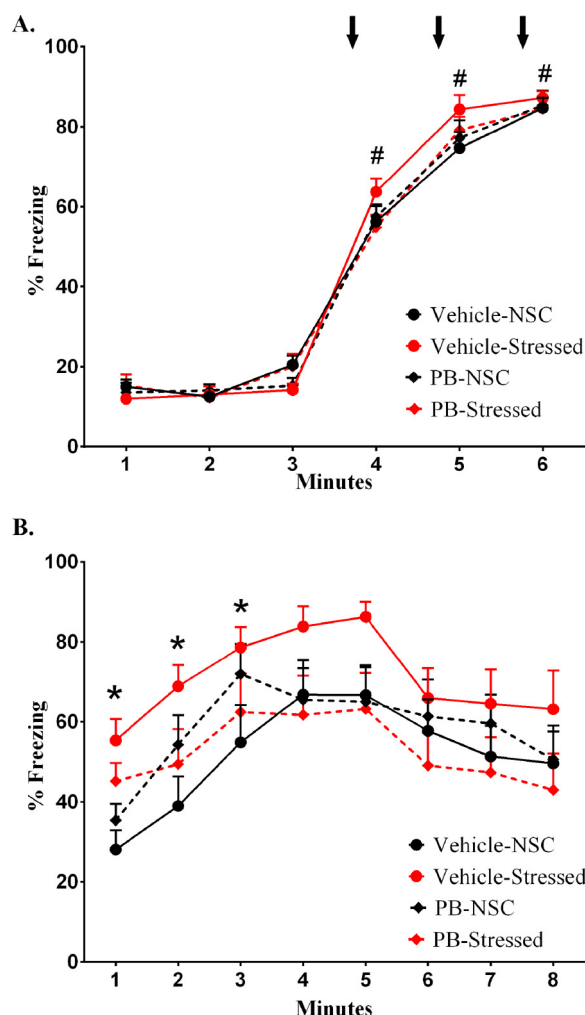 A.
100
80
60
40
20
0
% Freezing
#
#
#
Vehicle-NSC
Vehicle-Stressed
PB-NSC
PB-Stressed
1 2 3 4 5 6
Minutes
B.
100
80
60
40
20
0
% Freezing
*
*
*
Vehicle-NSC
Vehicle-Stressed
PB-NSC
PB-Stressed
1 2 3 4 5 6 7 8
Minutes